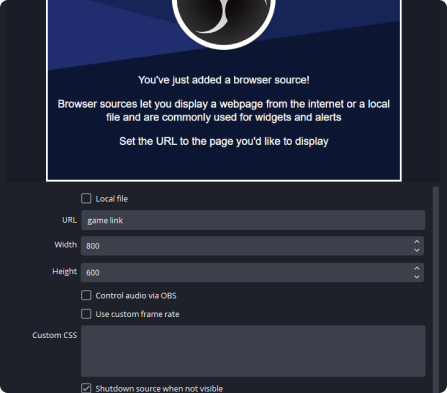 You've just added a browser source!
Browser sources let you display a webpage from the internet or a local
file and are commonly used for widgets and alerts
Set the URL to the page you'd like to display
Local file
URL game link
Width 800
Height 600
Control audio via OBS
Use custom frame rate
Custom CSS
Shutdown source when not visible